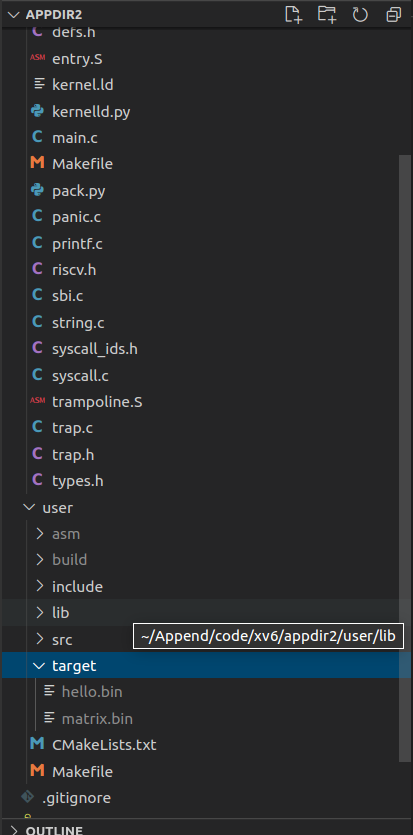 APPDIR2
defs.h
ASM entry.S
kernel.ld
kernelld.py
C main.c
M Makefile
pack.py
C panic.c
C printf.c
C riscv.h
C sbi.c
C string.c
C syscall_ids.h
C syscall.c
ASM trampoline.S
C trap.c
C trap.h
C types.h
user
asm
build
include
lib
~/Append/code/xv6/appdir2/user/lib
src
target
hello.bin
matrix.bin
M CMakeLists.txt
M Makefile
.gitignore
OUTLINE